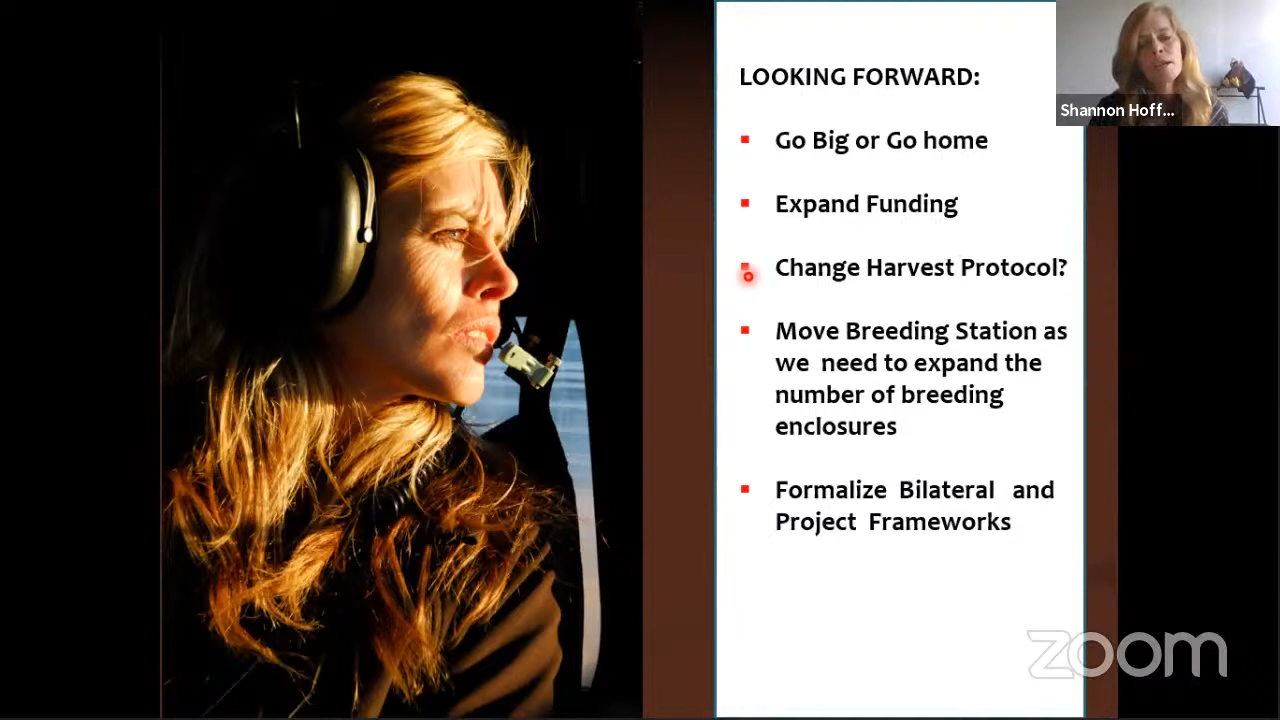 LOOKING FORWARD:
Shannon Hoff...
Go Big or Go home
Expand Funding
Change Harvest Protocol?
Move Breeding Station as
we need to expand the
number of breeding
enclosures
Formalize Bilateral and
Project Frameworks
zoom